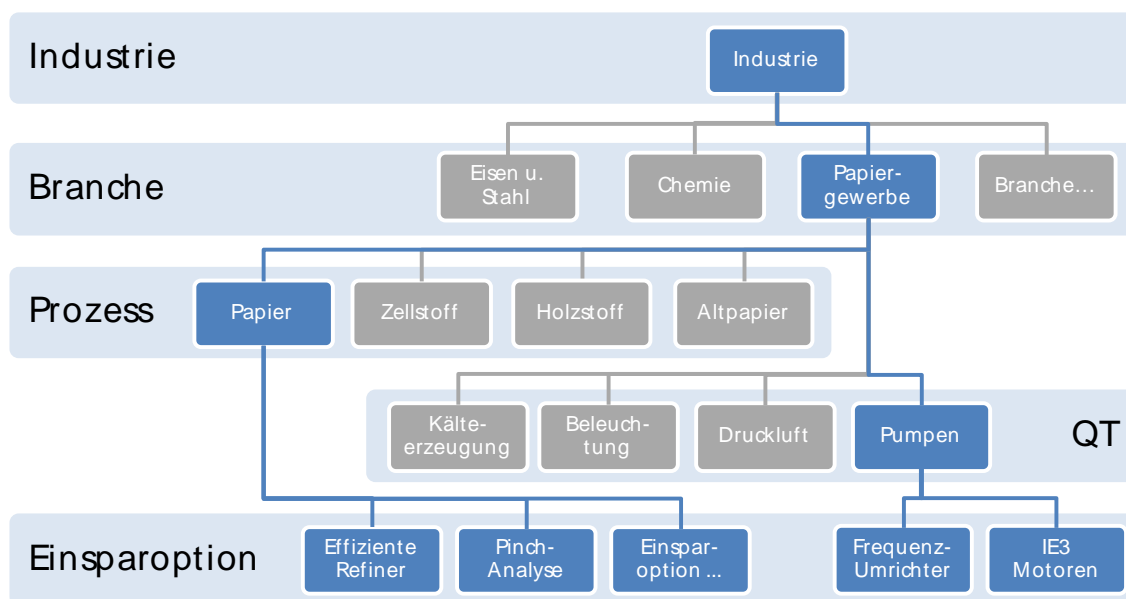 Industrie
Industrie
Branche
Eisen u.
Stahl
Chemie
Papier-
gewerbe
Branche...
Prozess
Papier
Zellstoff
Holzstoff
Altpapier
Kälte-
erzeugung
Beleuch-
tung
Druckluft
Pumpen
QT
Einsparoption
Effiziente
Refiner
Pinch-
Analyse
Einspar-
option ...
Frequenz-
Umrichter
IE3
Motoren